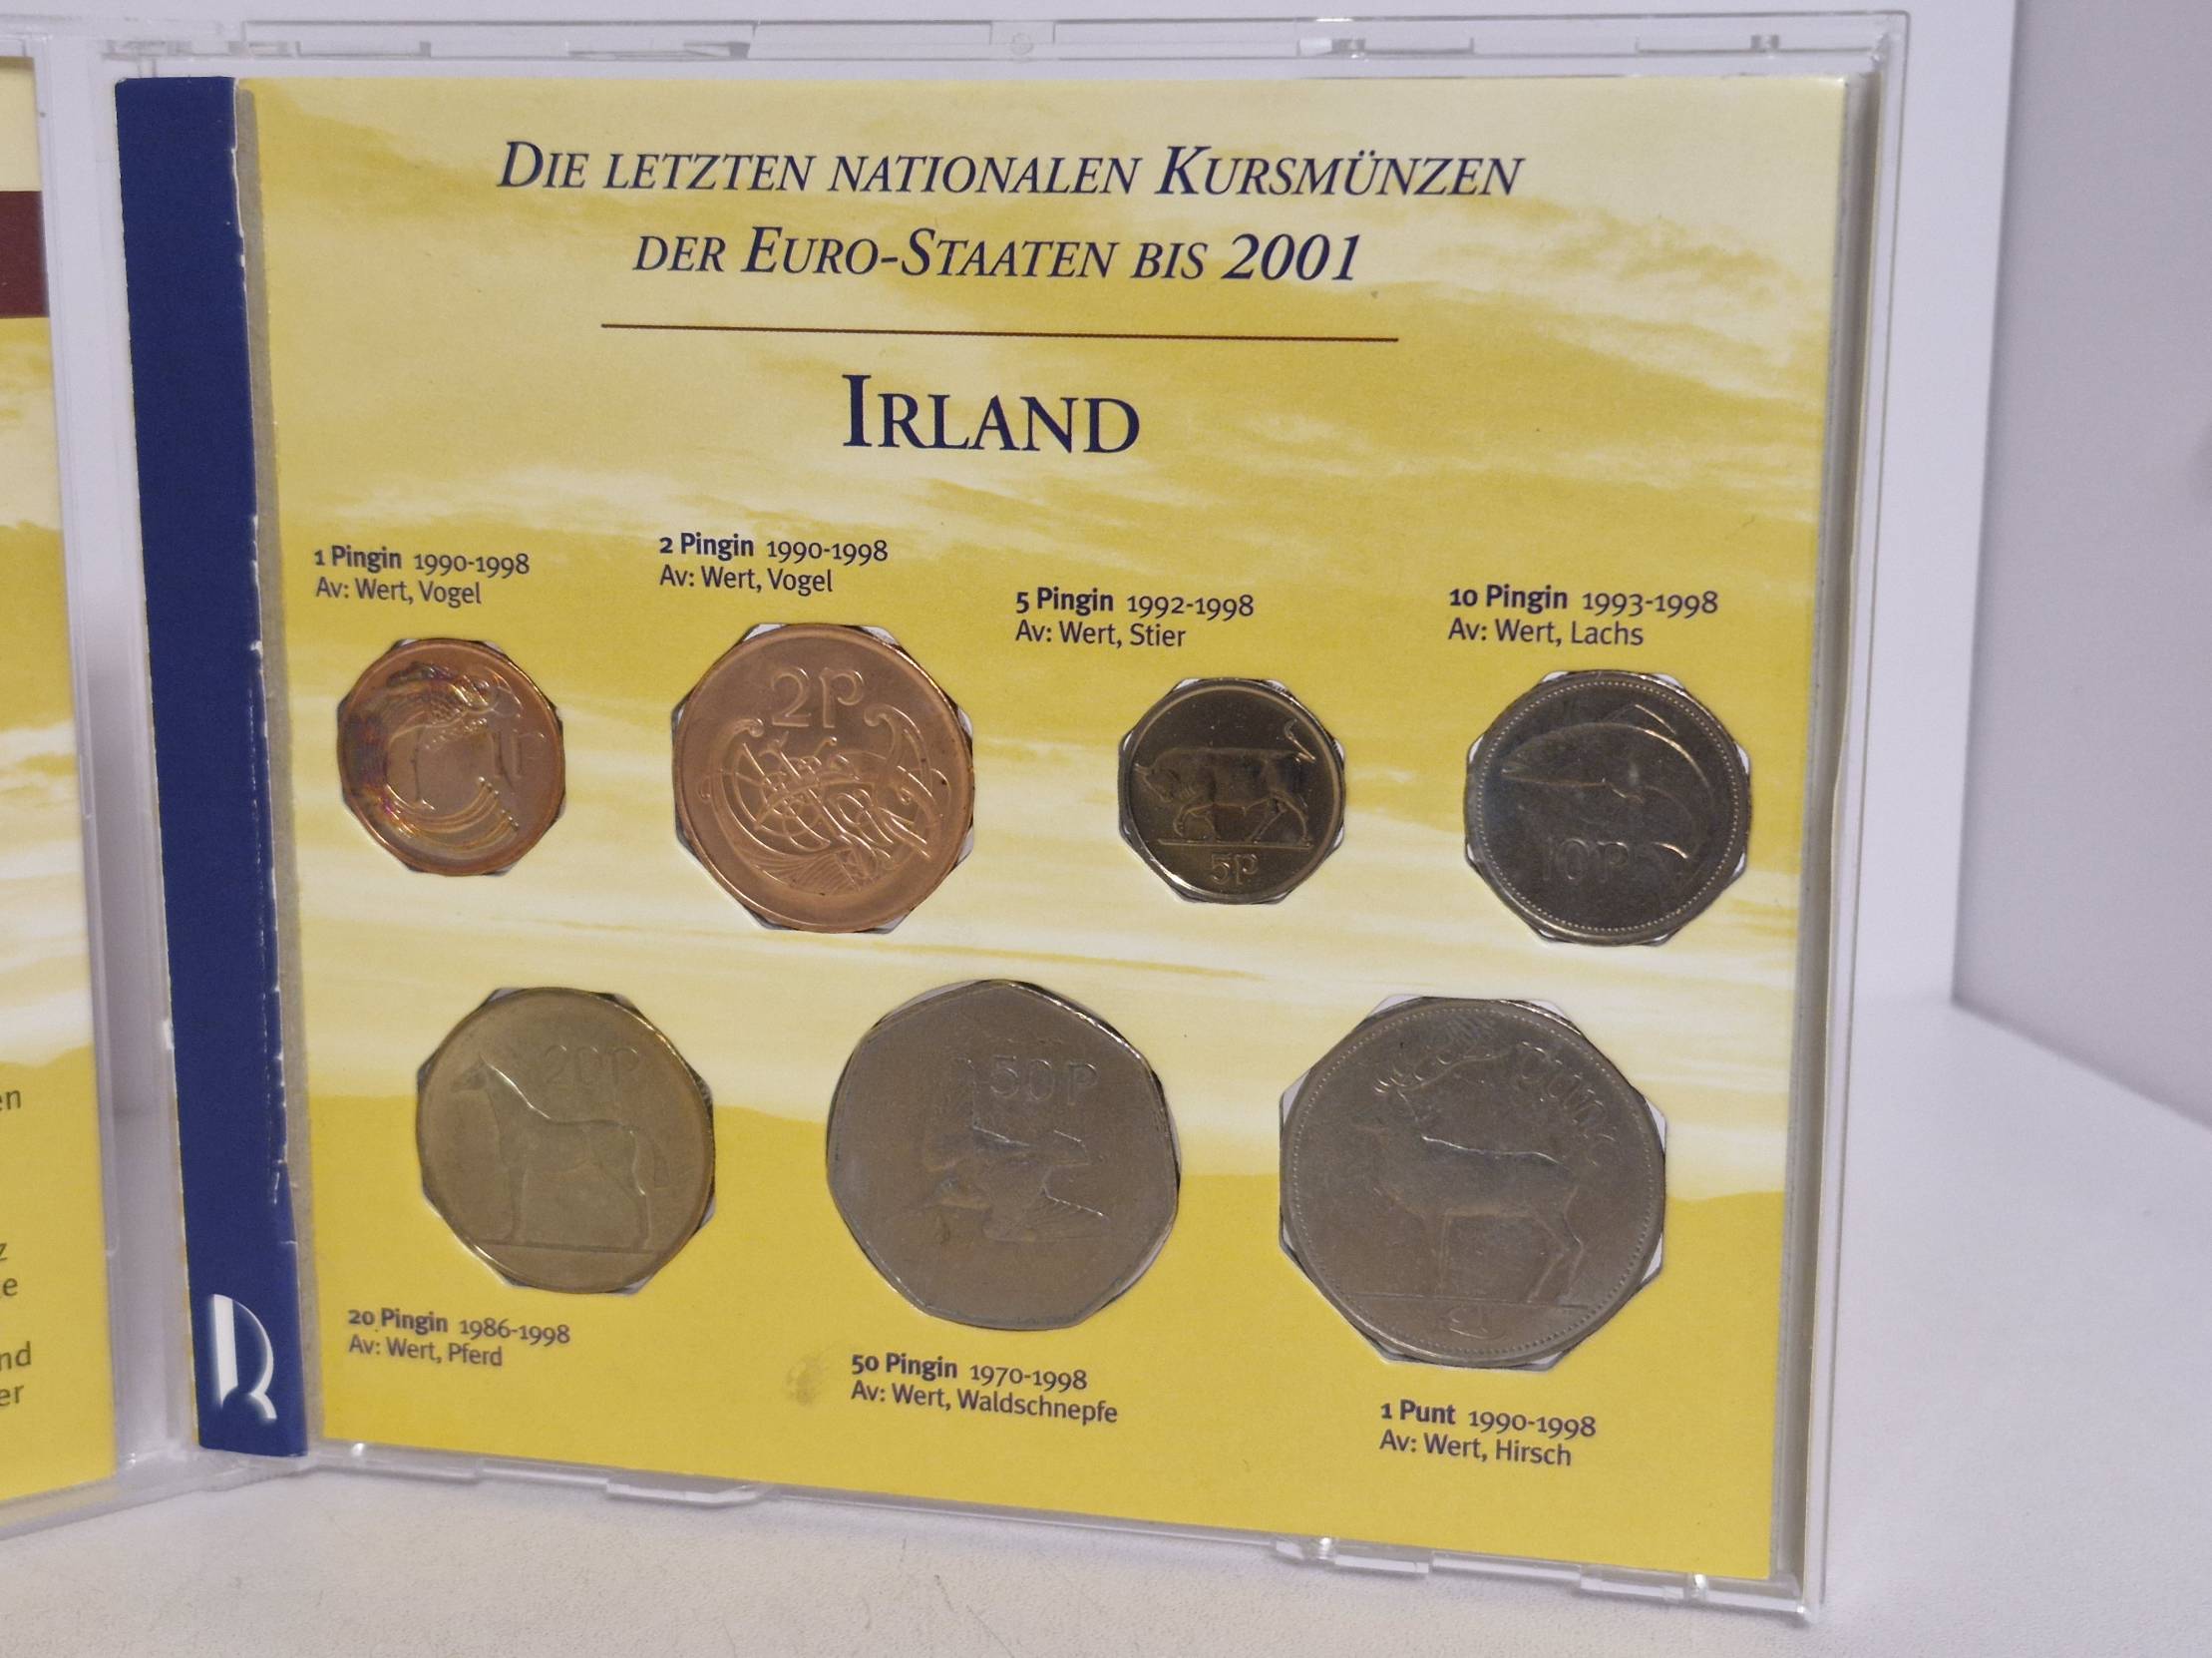 DIE LETZTEN NATIONALEN KURSMÜNZEN
DER EURO-STAATEN BIS 2001
IRLAND
1 Pingin 1990-1998
Av: Wert, Vogel
2 Pingin 1990-1998
Av: Wert, Vogel
5 Pingin 1992-1998
Av: Wert, Stier
10 Pingin 1993-1998
Av: Wert, Lachs
1P
2P
5P
10P
20P
50P
Punt
£1
20 Pingin 1986-1998
Av: Wert, Pferd
50 Pingin 1970-1998
Av: Wert, Waldschnepfe
1 Punt 1990-1998
Av: Wert, Hirsch
R